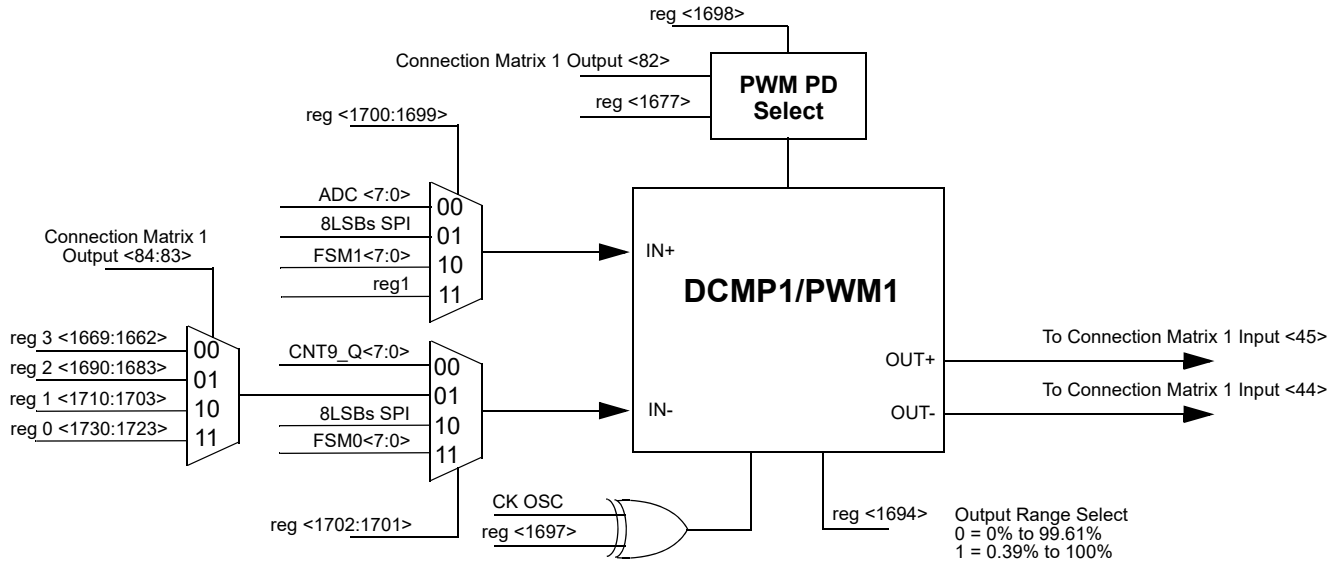 reg <1698>
Connection Matrix 1 Output <82>
reg <1677>
PWM PD
Select
reg <1700:1699>
ADC <7:0>
8LSBs SPI
FSM1<7:0>
reg1
00
01
10
11
Connection Matrix 1
Output <84:83>
reg 3 <1669:1662>
reg 2 <1690:1683>
reg 1 <1710:1703>
reg 0 <1730:1723>
00
01
10
11
CNT9_Q<7:0>
8LSBs SPI
FSM0<7:0>
00
01
10
11
reg <1702:1701>
IN+
DCMP1/PWM1
IN-
OUT+
OUT-
To Connection Matrix 1 Input <45>
To Connection Matrix 1 Input <44>
CK OSC
reg <1697>
reg <1694>
Output Range Select
0 = 0% to 99.61%
1 = 0.39% to 100%